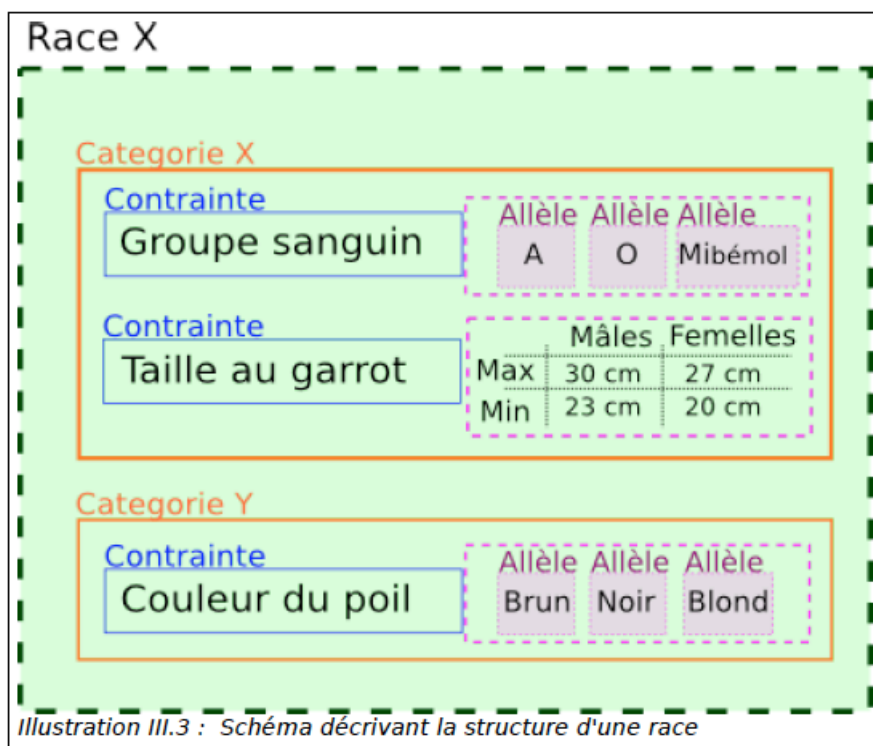 Race X
Categorie X
Contrainte
Groupe sanguin
Allèle Allèle Allèle
A O Mibémol
Contrainte
Taille au garrot
Mâles Femelles
Max 30 cm 27 cm
Min 23 cm 20 cm
Categorie Y
Contrainte
Couleur du poil
Allèle Allèle Allèle
Brun Noir Blond
Illustration III.3 : Schéma décrivant la structure d'une race